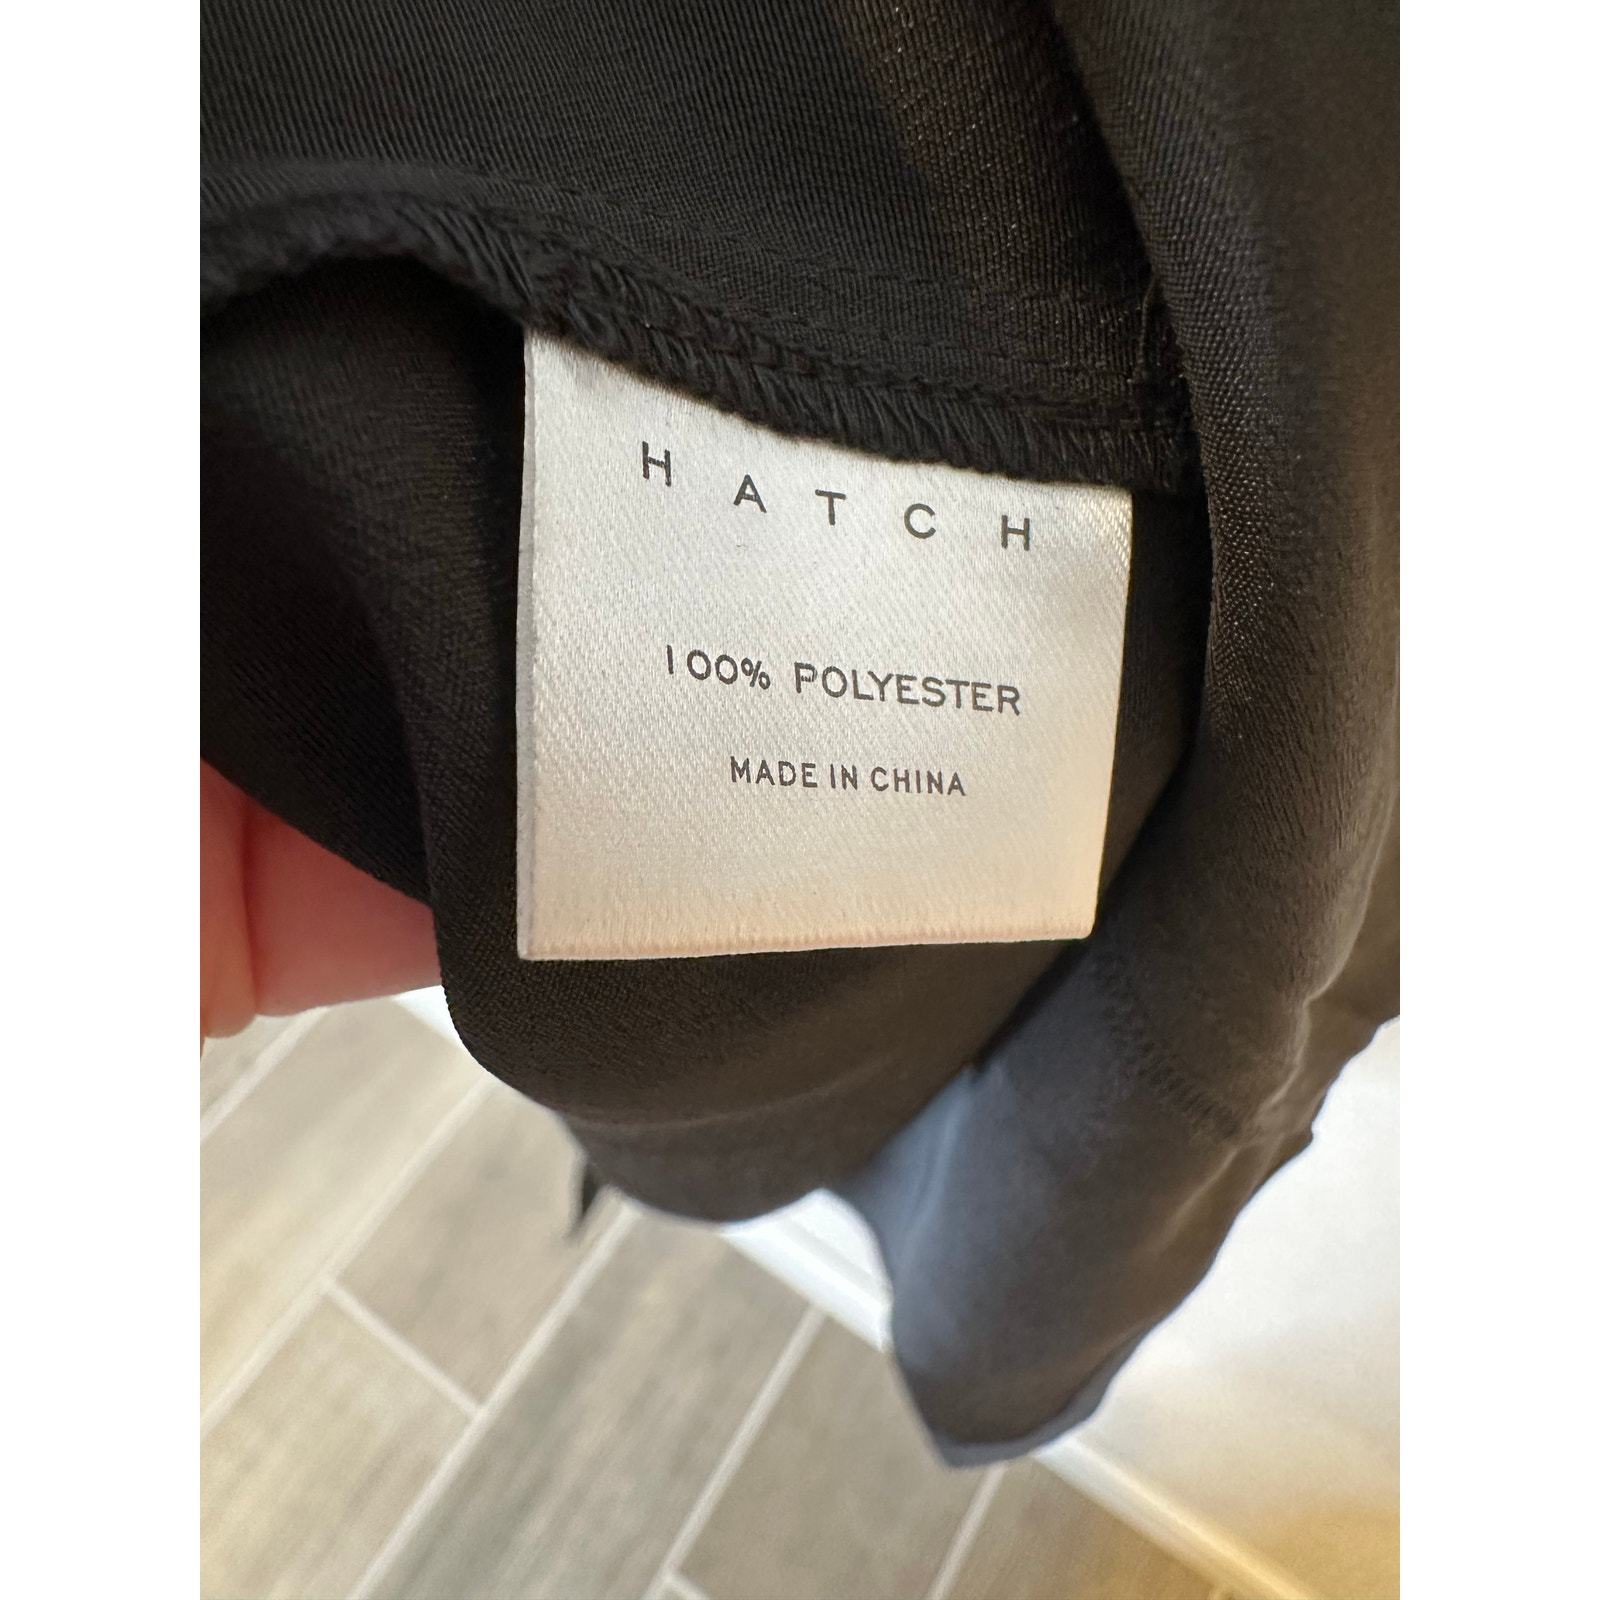 HATCH
100% POLYESTER
MADE IN CHINA